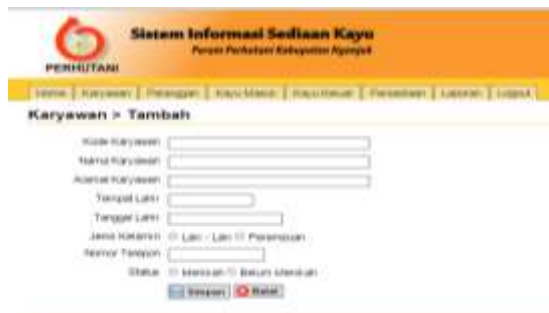 Sistem Informasi Sediaan Kayu
Perum Perhutani Kabupaten Nganjuk
PERHUTANI
Home | Karyawan | Pelanggan | Kayu Masuk | Kayu Keluar | Persediaan | Laporan | Logout
Karyawan > Tambah
Kode Karyawan
Nama Karyawan
Alamat Karyawan
Tempat Lahir
Tanggal Lahir
Jenis Kelamin Laki - Laki Perempuan
Nomor Telepon
Status Menikah Belum Menikah
Simpan Batal